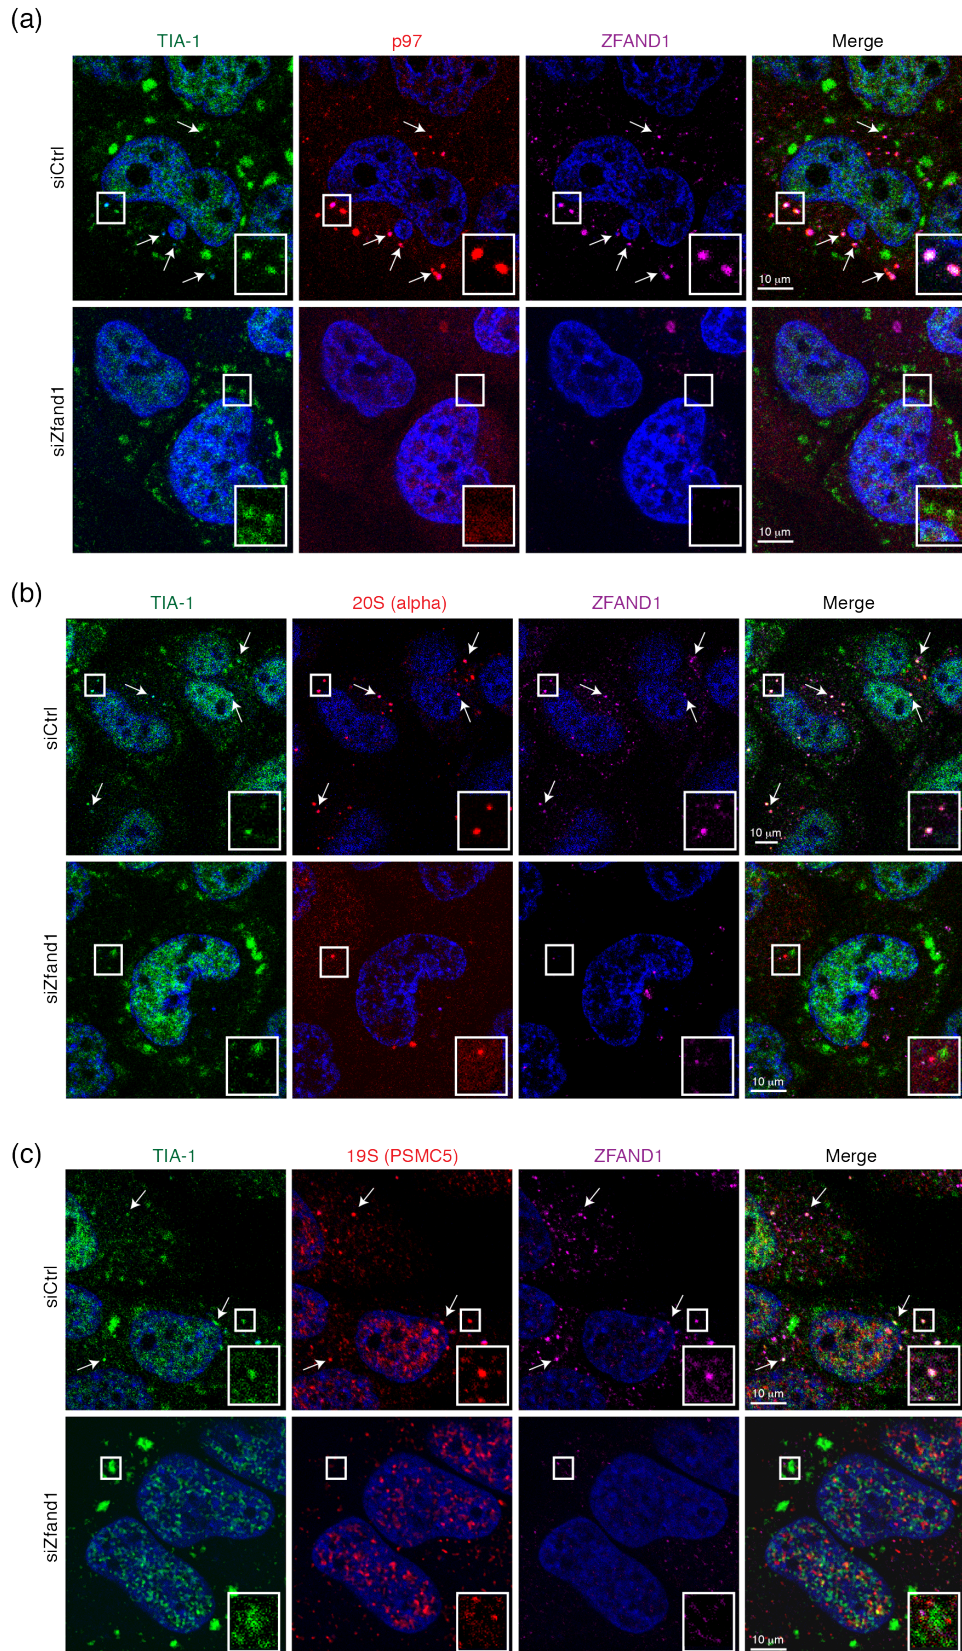 (a)
TIA-1 p97 ZFAND1 Merge
siCtrl
10 µm
siZfand1
10 µm
(b)
TIA-1 20S (alpha) ZFAND1 Merge
siCtrl
10 µm
siZfand1
10 µm
(c)
TIA-1 19S (PSMC5) ZFAND1 Merge
siCtrl
10 µm
siZfand1
10 µm